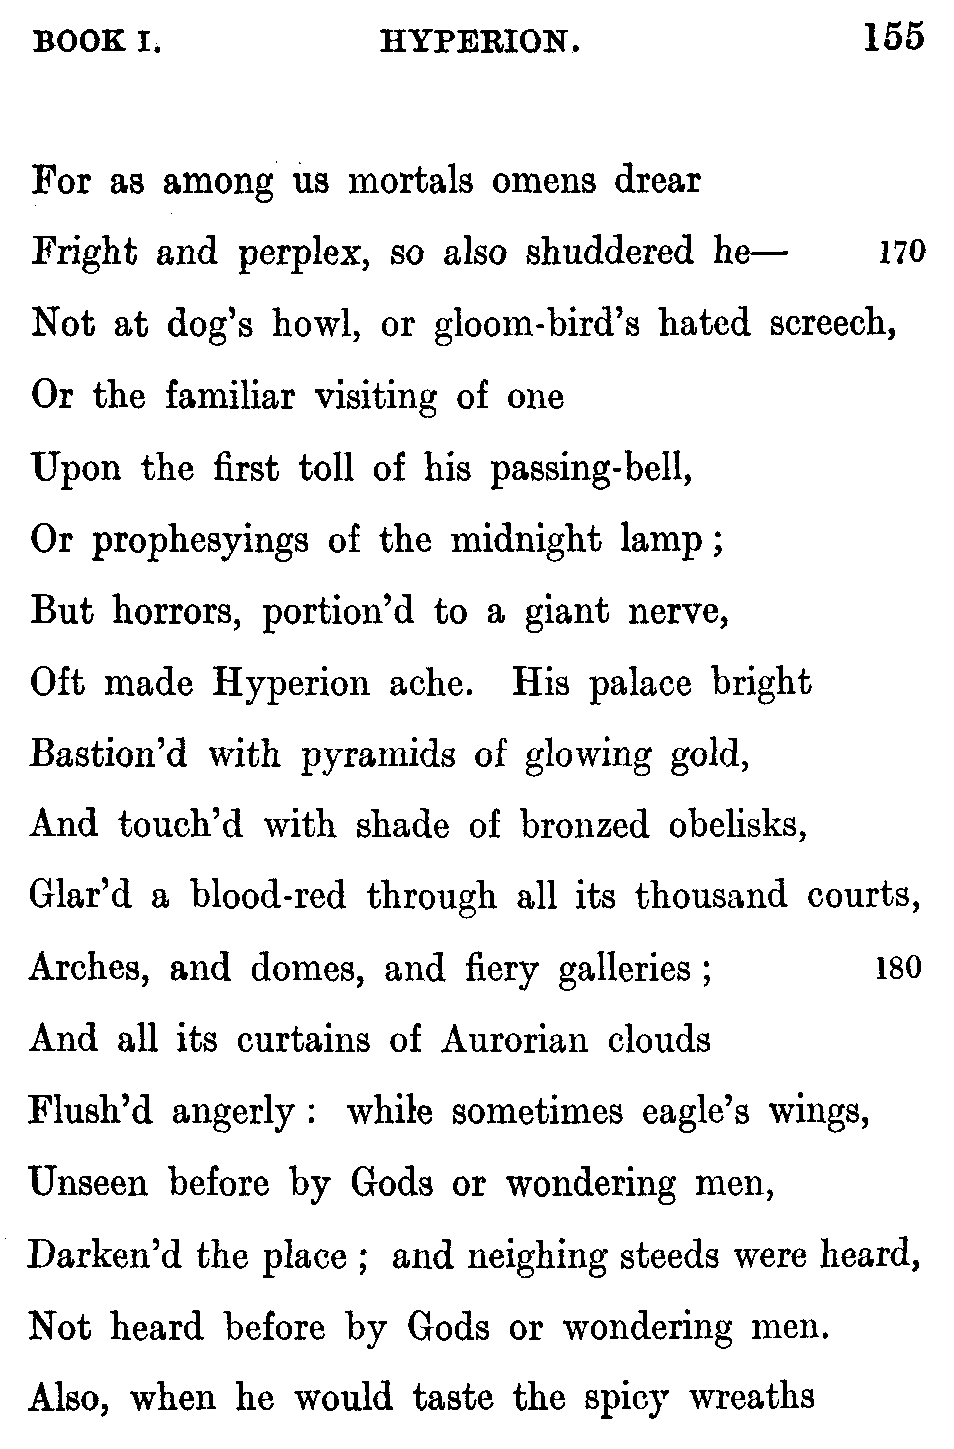 BOOK I. HYPERION. 155
For as among us mortals omens drear
Fright and perplex, so also shuddered he— 170
Not at dog's howl, or gloom-bird's hated screech,
Or the familiar visiting of one
Upon the first toll of his passing-bell,
Or prophesyings of the midnight lamp ;
But horrors, portion'd to a giant nerve,
Oft made Hyperion ache. His palace bright
Bastion'd with pyramids of glowing gold,
And touch'd with shade of bronzed obelisks,
Glar'd a blood-red through all its thousand courts,
Arches, and domes, and fiery galleries ; 180
And all its curtains of Aurorian clouds
Flush'd angerly : while sometimes eagle's wings,
Unseen before by Gods or wondering men,
Darken'd the place ; and neighing steeds were heard,
Not heard before by Gods or wondering men.
Also, when he would taste the spicy wreaths